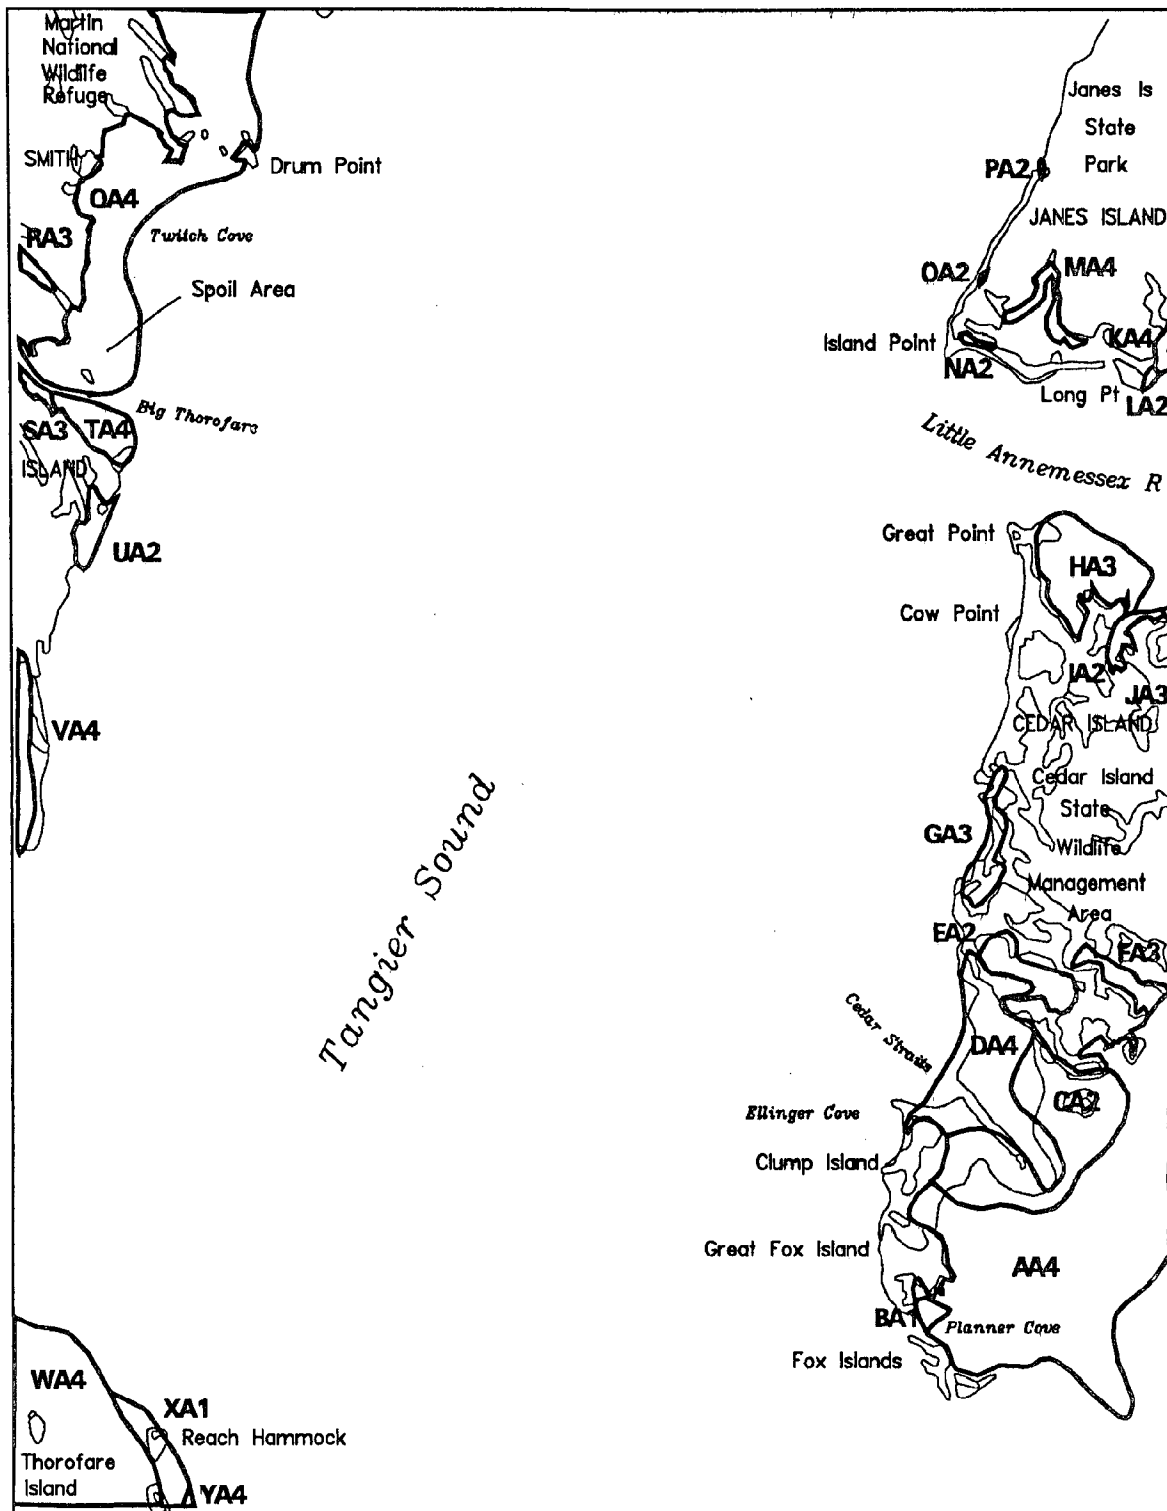 Martin
National
Wildlife
Refuge
SMITH
QA4
RA3
Drum Point
Twitch Cove
Spoil Area
Big Thorofare
SA3
TA4
ISLAND
UA2
VA4
Tangier Sound
WA4
XA1
Reach Hammock
Thorofare
Island
YA4
Janes Is
State
Park
PA2
JANES ISLAND
OA2
MA4
Island Point
KA4
NA2
Long Pt
LA2
Little Annemessex R
Great Point
HA3
Cow Point
IA2
JA3
CEDAR ISLAND
Cedar Island
State
Wildlife
Management
Area
GA3
EA2
FA3
Cedar Straits
DA4
CA2
Ellinger Cove
Clump Island
Great Fox Island
AA4
BA1
Planner Cove
Fox Islands